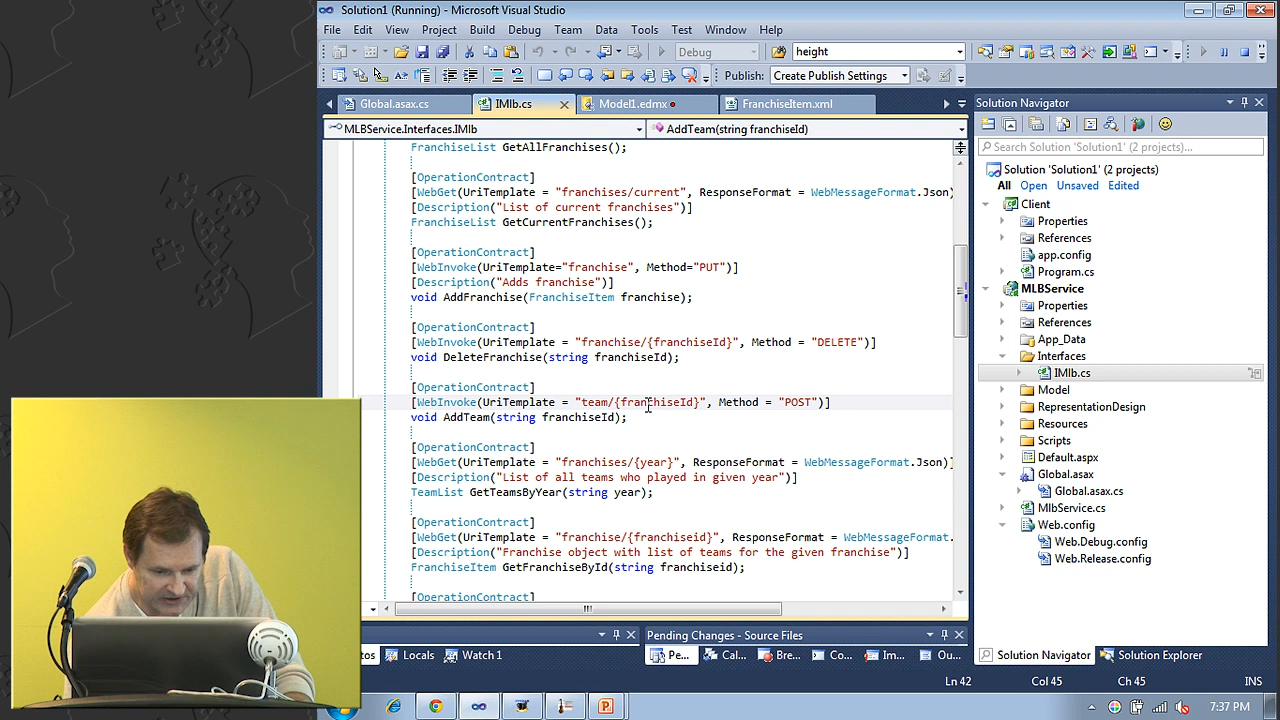 Solution1 (Running) - Microsoft Visual Studio
File Edit View Project Build Debug Team Data Tools Test Window Help
Debug height
Publish: Create Publish Settings
Global.asax.cs IMlb.cs Model1.edmx FranchiseItem.xml
MLBService.Interfaces.IMlb AddTeam(string franchiseId)
FranchiseList GetAllFranchises();
[OperationContract]
[WebGet(UriTemplate = "franchises/current", ResponseFormat = WebMessageFormat.Json)
[Description("List of current franchises")]
FranchiseList GetCurrentFranchises();
[OperationContract]
[WebInvoke(UriTemplate="franchise", Method="PUT")]
[Description("Adds franchise")]
void AddFranchise(FranchiseItem franchise);
[OperationContract]
[WebInvoke(UriTemplate = "franchise/{franchiseId}", Method = "DELETE")]
void DeleteFranchise(string franchiseId);
[OperationContract]
[WebInvoke(UriTemplate = "team/{franchiseId}", Method = "POST")]
void AddTeam(string franchiseId);
[OperationContract]
[WebGet(UriTemplate = "franchises/{year}", ResponseFormat = WebMessageFormat.Json)]
[Description("List of all teams who played in given year")]
TeamList GetTeamsByYear(string year);
[OperationContract]
[WebGet(UriTemplate = "franchise/{franchiseid}", ResponseFormat = WebMessageFormat.
[Description("Franchise object with list of teams for the given franchise")]
FranchiseItem GetFranchiseById(string franchiseid);
[OperationContract]
Solution Navigator
Search Solution 'Solution1' (2 projects)...
Solution 'Solution1' (2 projects)
All Open Unsaved Edited
Client
Properties
References
app.config
Program.cs
MLBService
Properties
References
App_Data
Interfaces
IMlb.cs
Model
RepresentationDesign
Resources
Scripts
Default.aspx
Global.asax
Global.asax.cs
MlbService.cs
Web.config
Web.Debug.config
Web.Release.config
Pending Changes - Source Files
tos Locals Watch 1 Pe... Cal... Bre... Co... Im... Ou...
Solution Navigator Solution Explorer
Ln 42 Col 45 Ch 45 INS
7:37 PM